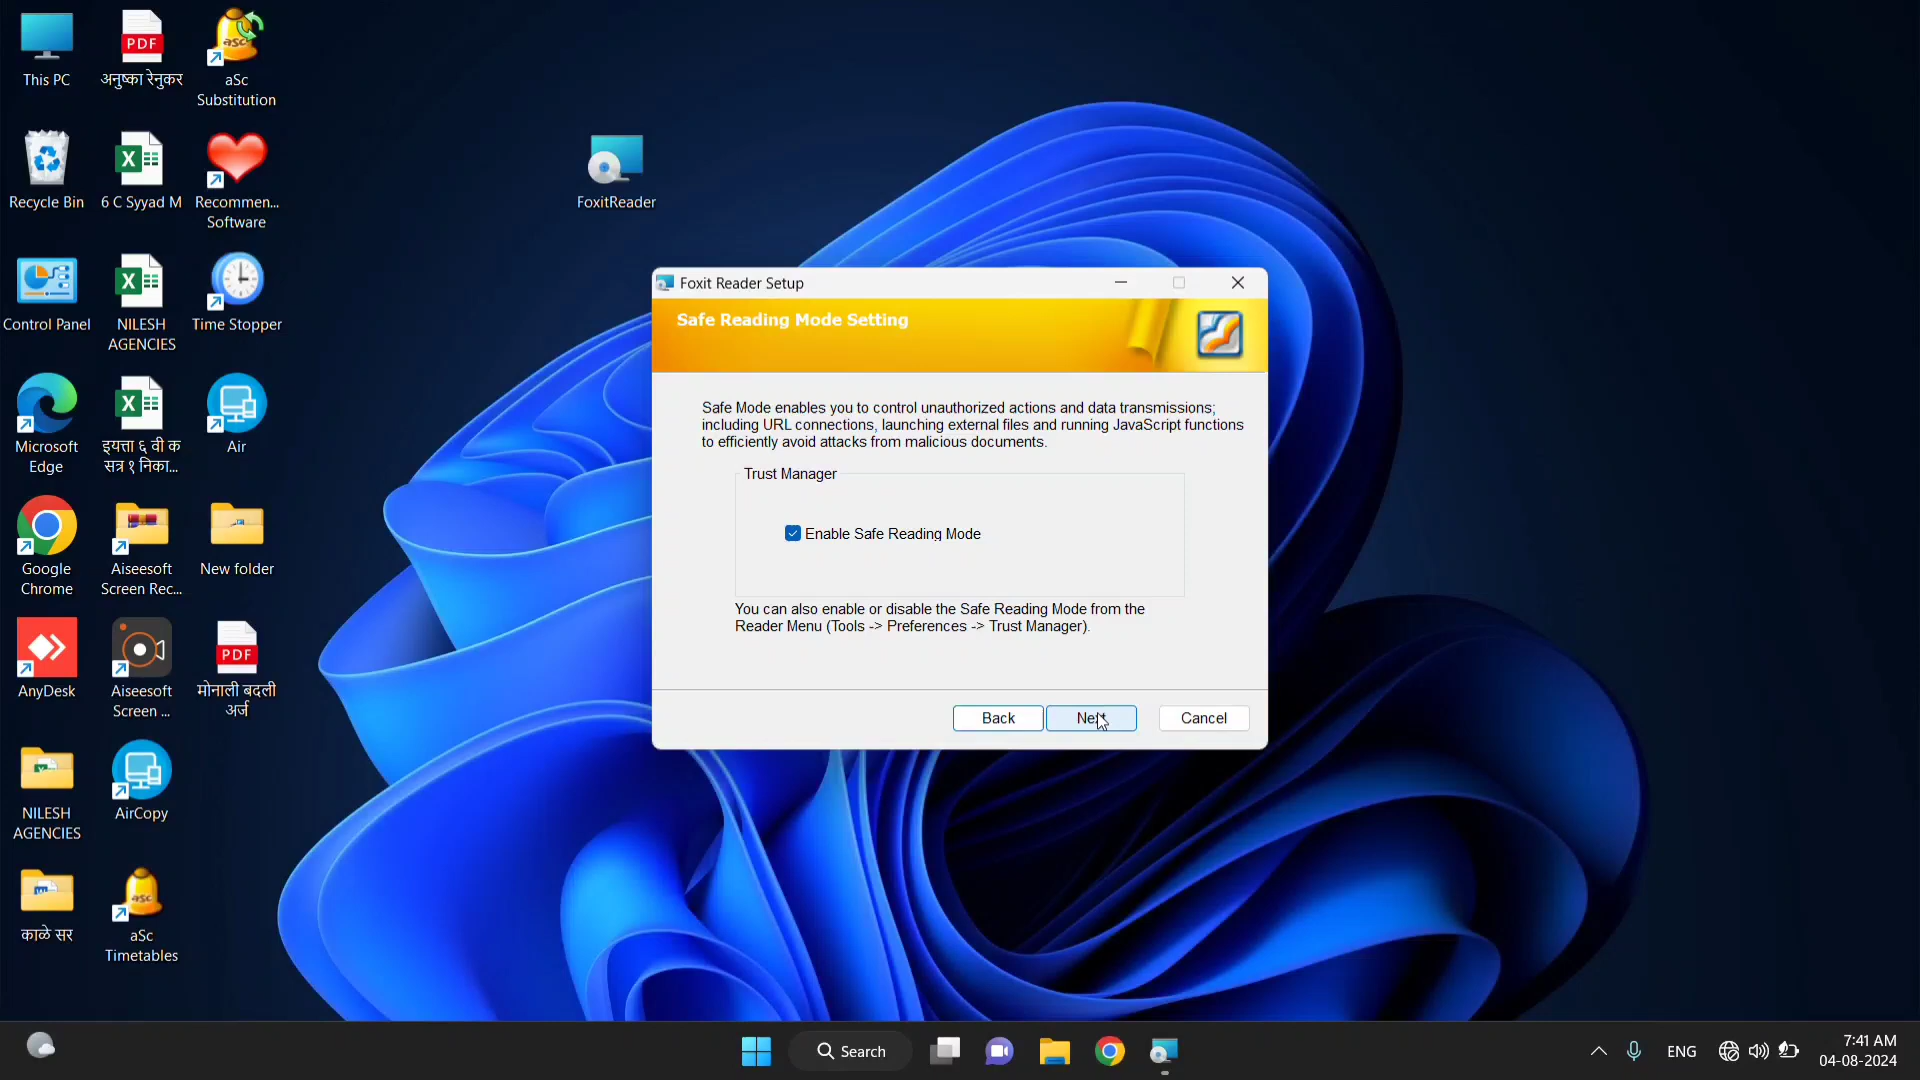 This PC
अनुष्का रेनुकर
aSc
Substitution
Recycle Bin
6 C Syyad M
Recommen...
Software
Control Panel
NILESH
AGENCIES
Time Stopper
Microsoft
Edge
इयत्ता ६ वी क
सत्र १ निका...
Air
Google
Chrome
Aiseesoft
Screen Rec...
New folder
AnyDesk
Aiseesoft
Screen ...
मोनाली बदली
अर्ज
NILESH
AGENCIES
AirCopy
काळे सर
aSc
Timetables
PDF
PDF
asc
asc
FoxitReader
Foxit Reader Setup
Safe Reading Mode Setting
Safe Mode enables you to control unauthorized actions and data transmissions;
including URL connections, launching external files and running JavaScript functions
to efficiently avoid attacks from malicious documents.
Trust Manager
Enable Safe Reading Mode
You can also enable or disable the Safe Reading Mode from the
Reader Menu (Tools -> Preferences -> Trust Manager).
Back
Next
Cancel
Search
ENG
7:41 AM
04-08-2024